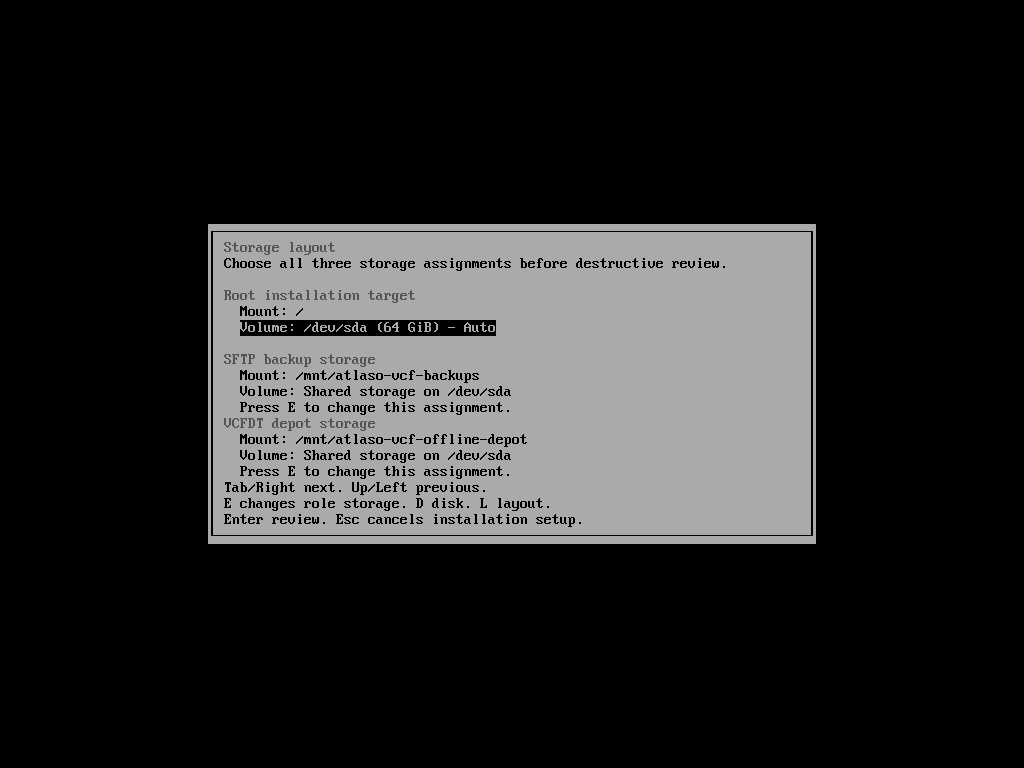 Storage layout
Choose all three storage assignments before destructive review.
Root installation target
Mount: /
Volume: /dev/sda (64 GiB) - Auto
SFTP backup storage
Mount: /mnt/atlaso-vcf-backups
Volume: Shared storage on /dev/sda
Press E to change this assignment.
VCFDT depot storage
Mount: /mnt/atlaso-vcf-offline-depot
Volume: Shared storage on /dev/sda
Press E to change this assignment.
Tab/Right next. Up/Left previous.
E changes role storage. D disk. L layout.
Enter review. Esc cancels installation setup.